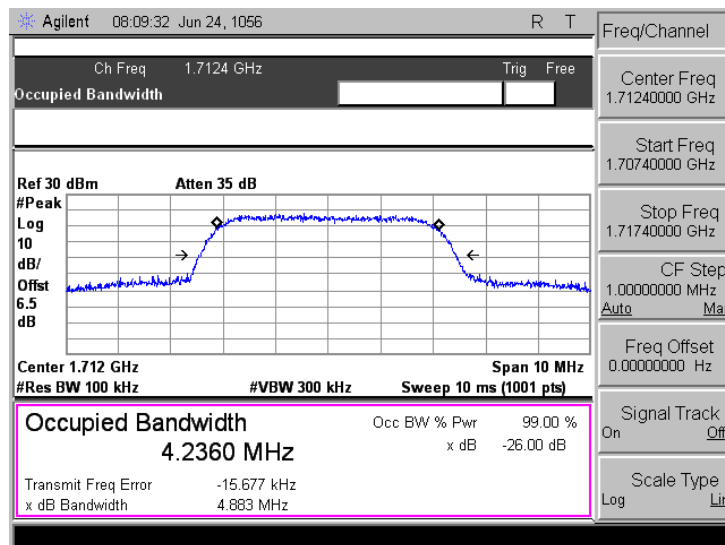 Agilent 08:09:32 Jun 24, 1056 R T
Ch Freq 1.7124 GHz Trig Free
Occupied Bandwidth
Ref 30 dBm Atten 35 dB
#Peak
Log
10
dB/
Offst
6.5
dB
Center 1.712 GHz Span 10 MHz
#Res BW 100 kHz #VBW 300 kHz Sweep 10 ms (1001 pts)
Occupied Bandwidth
4.2360 MHz
Occ BW % Pwr 99.00 %
x dB -26.00 dB
Transmit Freq Error -15.677 kHz
x dB Bandwidth 4.883 MHz
Freq/Channel
Center Freq
1.71240000 GHz
Start Freq
1.70740000 GHz
Stop Freq
1.71740000 GHz
CF Step
1.00000000 MHz
Auto Ma
Freq Offset
0.00000000 Hz
Signal Track
On Off
Scale Type
Log Lin